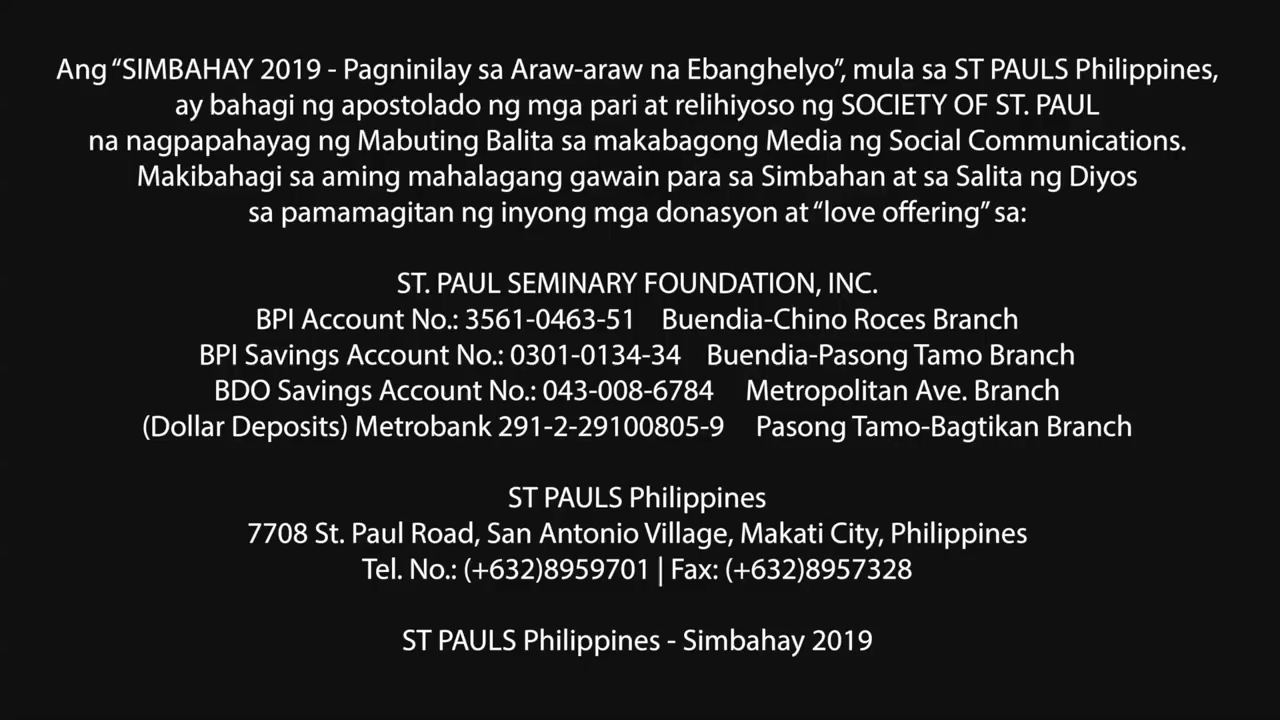 Ang “SIMBAHAY 2019 - Pagninilay sa Araw-araw na Ebanghelyo”, mula sa ST PAULS Philippines,
ay bahagi ng apostolado ng mga pari at relihiyoso ng SOCIETY OF ST. PAUL
na nagpapahayag ng Mabuting Balita sa makabagong Media ng Social Communications.
Makibahagi sa aming mahalagang gawain para sa Simbahan at sa Salita ng Diyos
sa pamamagitan ng inyong mga donasyon at “love offering” sa:
ST. PAUL SEMINARY FOUNDATION, INC.
BPI Account No.: 3561-0463-51 Buendia-Chino Roces Branch
BPI Savings Account No.: 0301-0134-34 Buendia-Pasong Tamo Branch
BDO Savings Account No.: 043-008-6784 Metropolitan Ave. Branch
(Dollar Deposits) Metrobank 291-2-29100805-9 Pasong Tamo-Bagtikan Branch
ST PAULS Philippines
7708 St. Paul Road, San Antonio Village, Makati City, Philippines
Tel. No.: (+632)8959701 | Fax: (+632)8957328
ST PAULS Philippines - Simbahay 2019